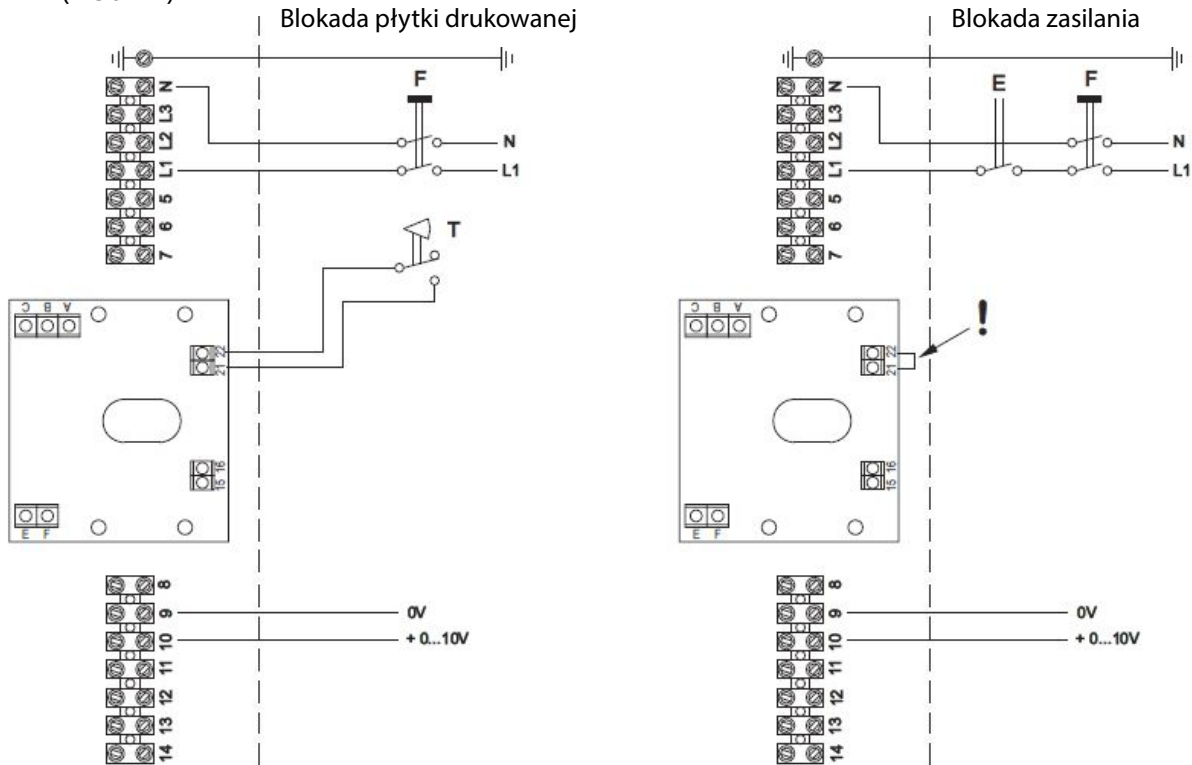 Blokada płytki drukowanej
F
N
L3
L2
L1
5
6
7
N
L1
T
C B A
22
21
16
15
E F
8
9
10
11
12
13
14
0V
+ 0...10V
Blokada zasilania
E F
N
L3
L2
L1
5
6
7
N
L1
!
C B A
22
21
16
15
E F
8
9
10
11
12
13
14
0V
+ 0...10V